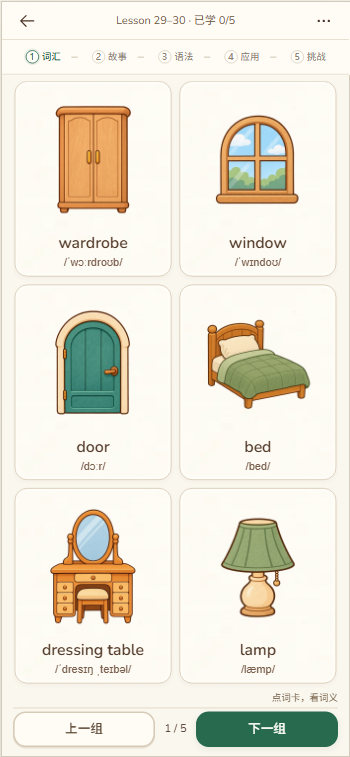 Lesson 29–30 · 已学 0/5
1 词汇 — 2 故事 — 3 语法 — 4 应用 — 5 挑战
wardrobe
/ˈwɔːrdroʊb/
window
/ˈwɪndoʊ/
door
/dɔːr/
bed
/bed/
dressing table
/ˈdresɪŋ ˌteɪbəl/
lamp
/læmp/
点词卡，看词义
上一组
1 / 5
下一组